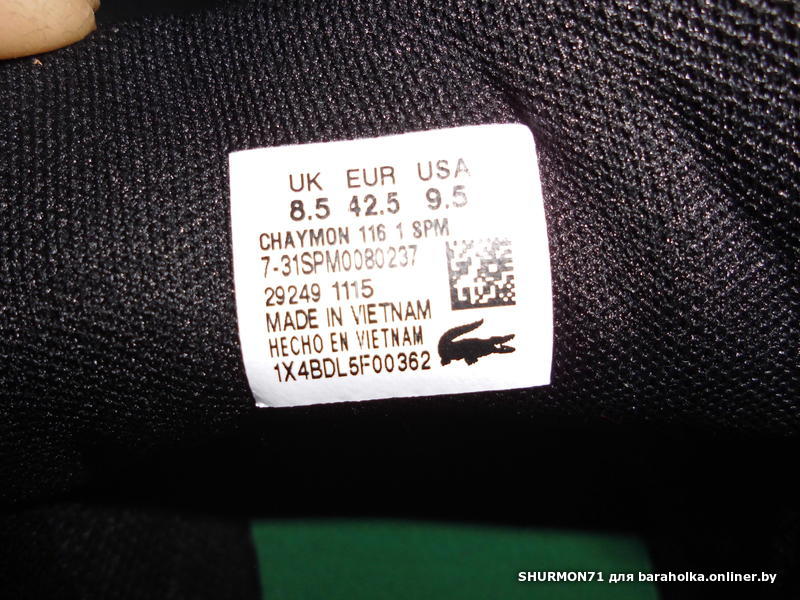 UK EUR USA
8.5 42.5 9.5
CHAYMON 116 1 SPM
7-31SPM0080237
29249 1115
MADE IN VIETNAM
HECHO EN VIETNAM
1X4BDL5F00362
SHURMON71 для baraholka.onliner.by